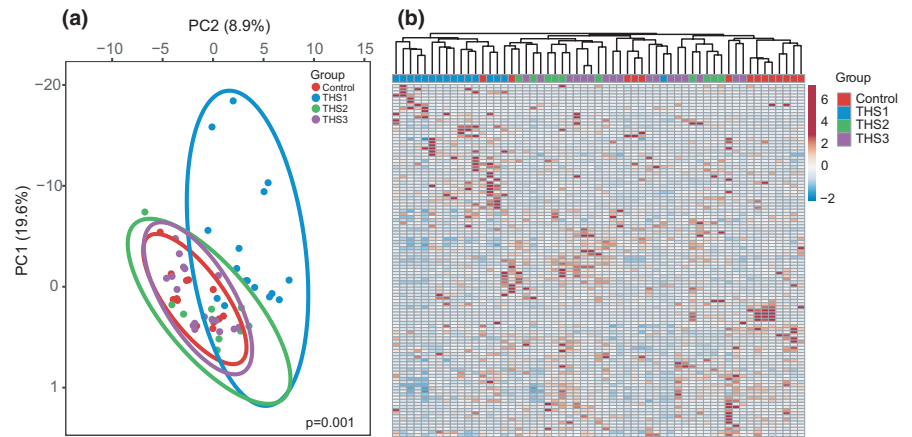 (a)
PC2 (8.9%)
−10 −5 0 5 10 15
PC1 (19.6%)
−20
−10
0
1
Group
Control
THS1
THS2
THS3
p=0.001
(b)
Group
Control
THS1
THS2
THS3
6
4
2
0
−2